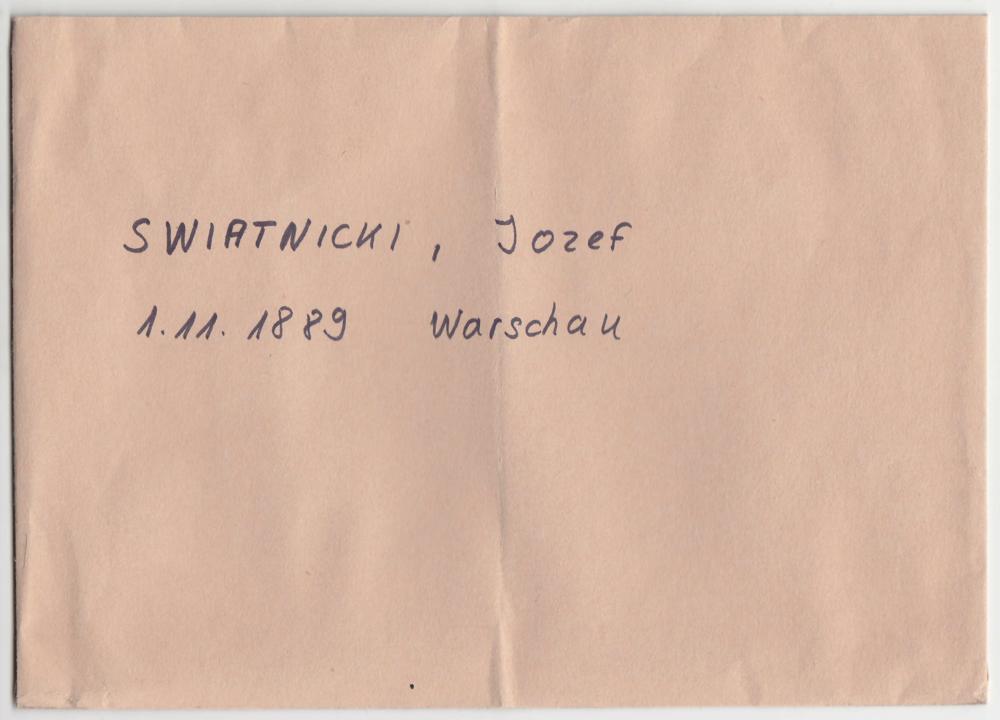 SWIATNICKI, Jozef
1.11.1889 Warschau